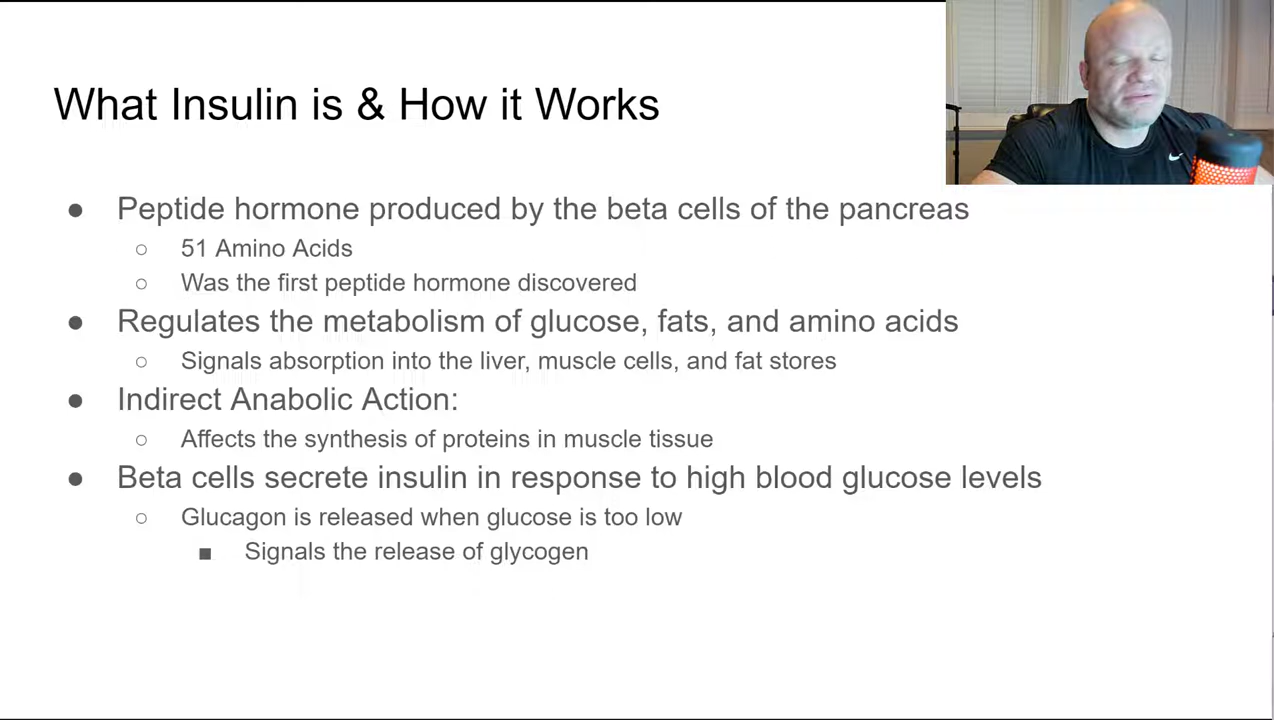 What Insulin is & How it Works
● Peptide hormone produced by the beta cells of the pancreas
○ 51 Amino Acids
○ Was the first peptide hormone discovered
● Regulates the metabolism of glucose, fats, and amino acids
○ Signals absorption into the liver, muscle cells, and fat stores
● Indirect Anabolic Action:
○ Affects the synthesis of proteins in muscle tissue
● Beta cells secrete insulin in response to high blood glucose levels
○ Glucagon is released when glucose is too low
■ Signals the release of glycogen